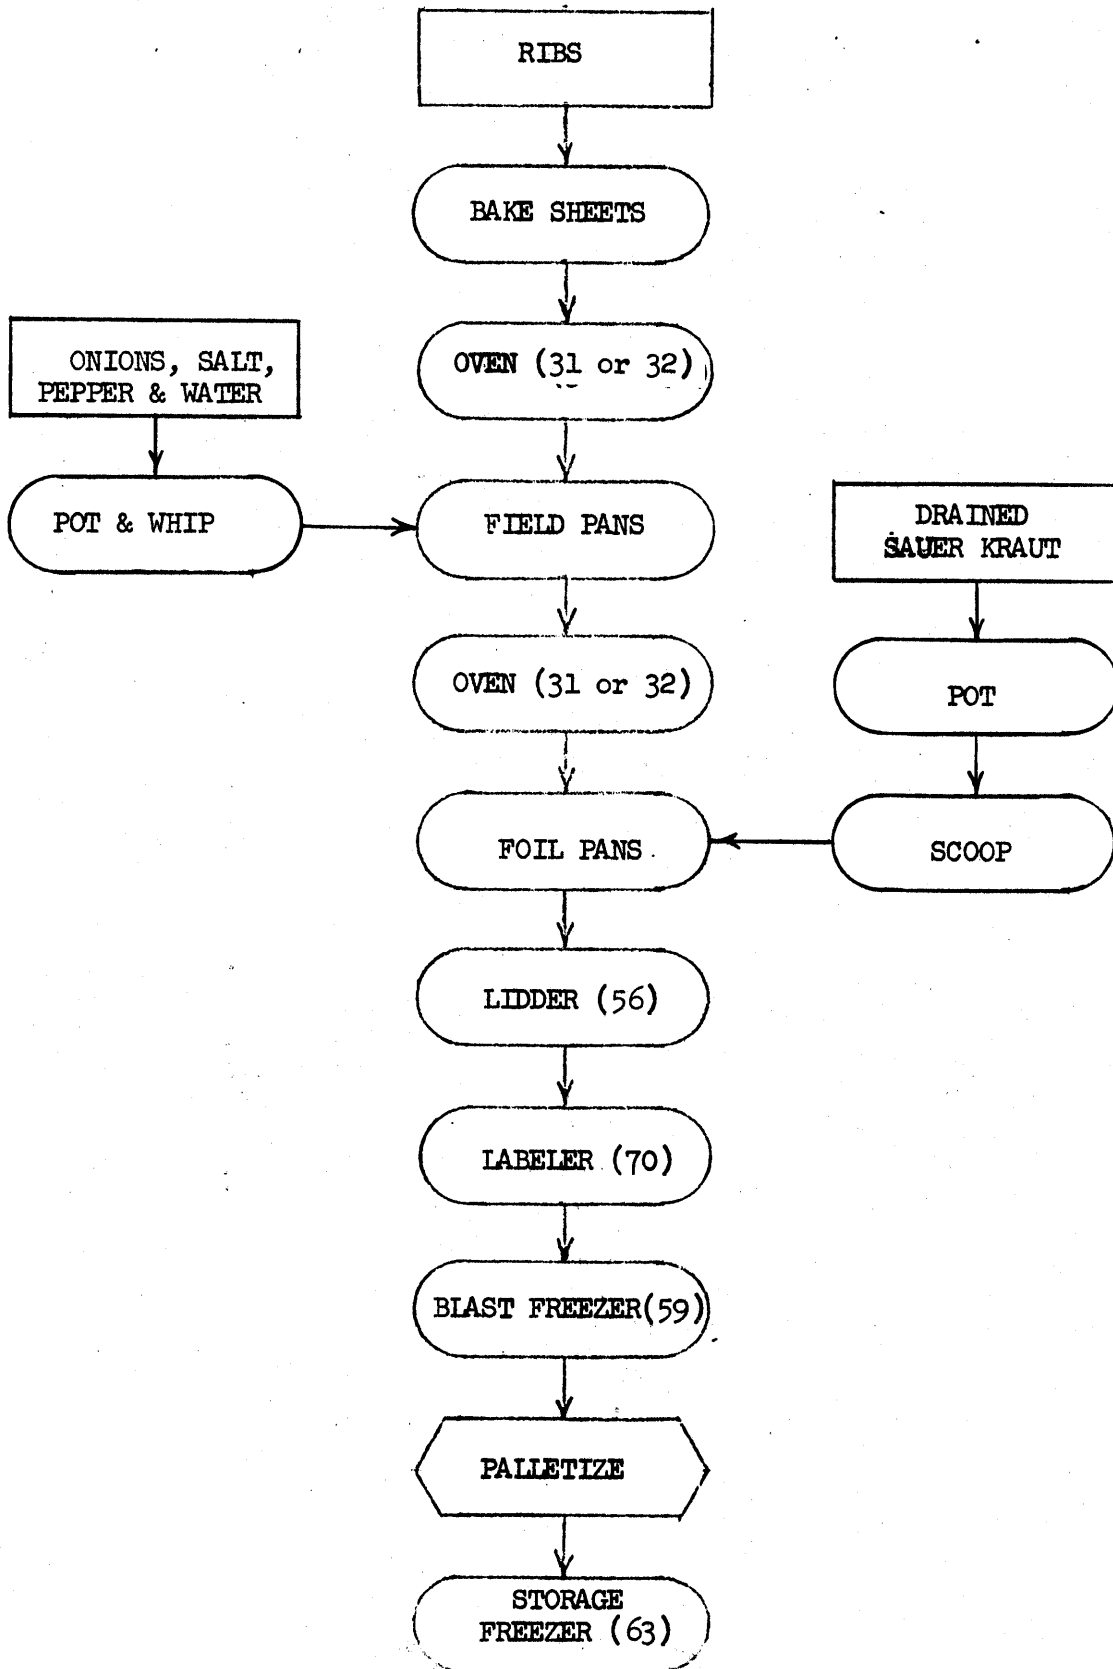 RIBS
BAKE SHEETS
OVEN (31 or 32)
ONIONS, SALT,
PEPPER & WATER
POT & WHIP
FIELD PANS
DRAINED
SAUER KRAUT
OVEN (31 or 32)
POT
FOIL PANS
SCOOP
LIDDER (56)
LABELER (70)
BLAST FREEZER(59)
PALLETIZE
STORAGE
FREEZER (63)